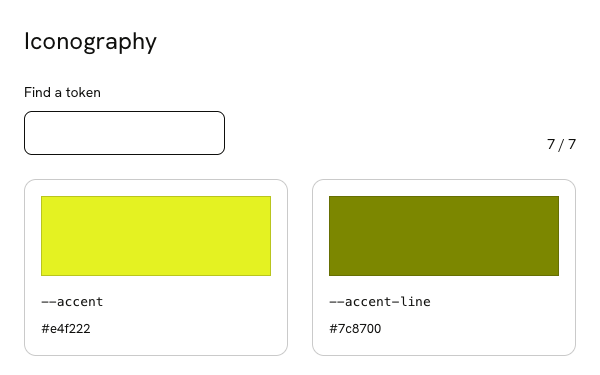 Iconography
Find a token
7 / 7
--accent
#e4f222
--accent-line
#7c8700